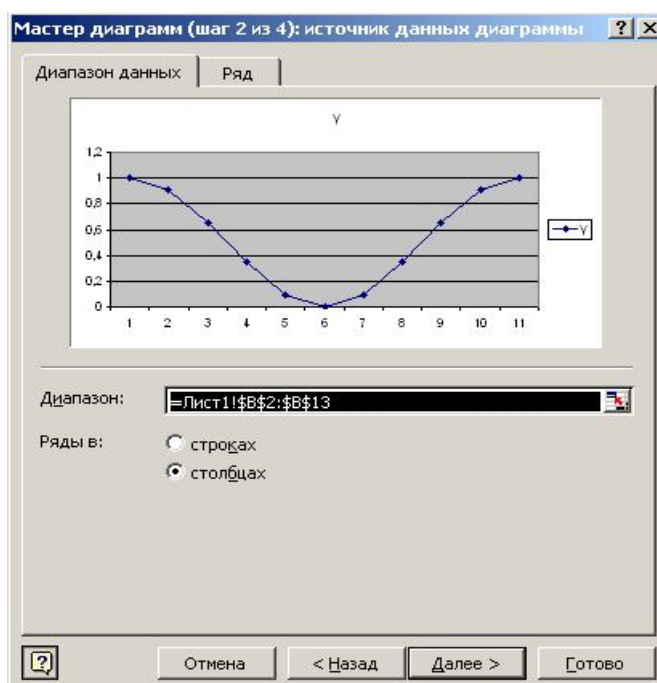 Мастер диаграмм (шаг 2 из 4): источник данных диаграммы
Диапазон данных
Ряд
Y
1,2
1
0,8
0,6
0,4
0,2
0
1 2 3 4 5 6 7 8 9 10 11
Y
Диапазон: =Лист1!$B$2:$B$13
Ряды в: строках
столбцах
Отмена < Назад Далее > Готово